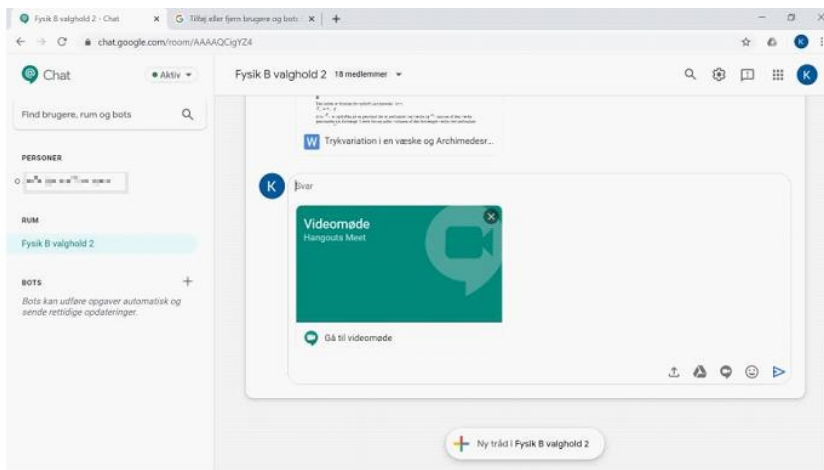 Fysik B valghold 2 - Chat
Tilføj eller fjern brugere og bots
chat.google.com/room/AAAAQCigYZ4
K
Chat
Aktiv
Fysik B valghold 2 18 medlemmer
K
Find brugere, rum og bots
PERSONER
RUM
Fysik B valghold 2
BOTS
Bots kan udføre opgaver automatisk og
sende rettidige opdateringer.
W Trykvariation i en væske og Archimedesr...
K
Svar
Videomøde
Hangouts Meet
Gå til videomøde
Ny tråd i Fysik B valghold 2